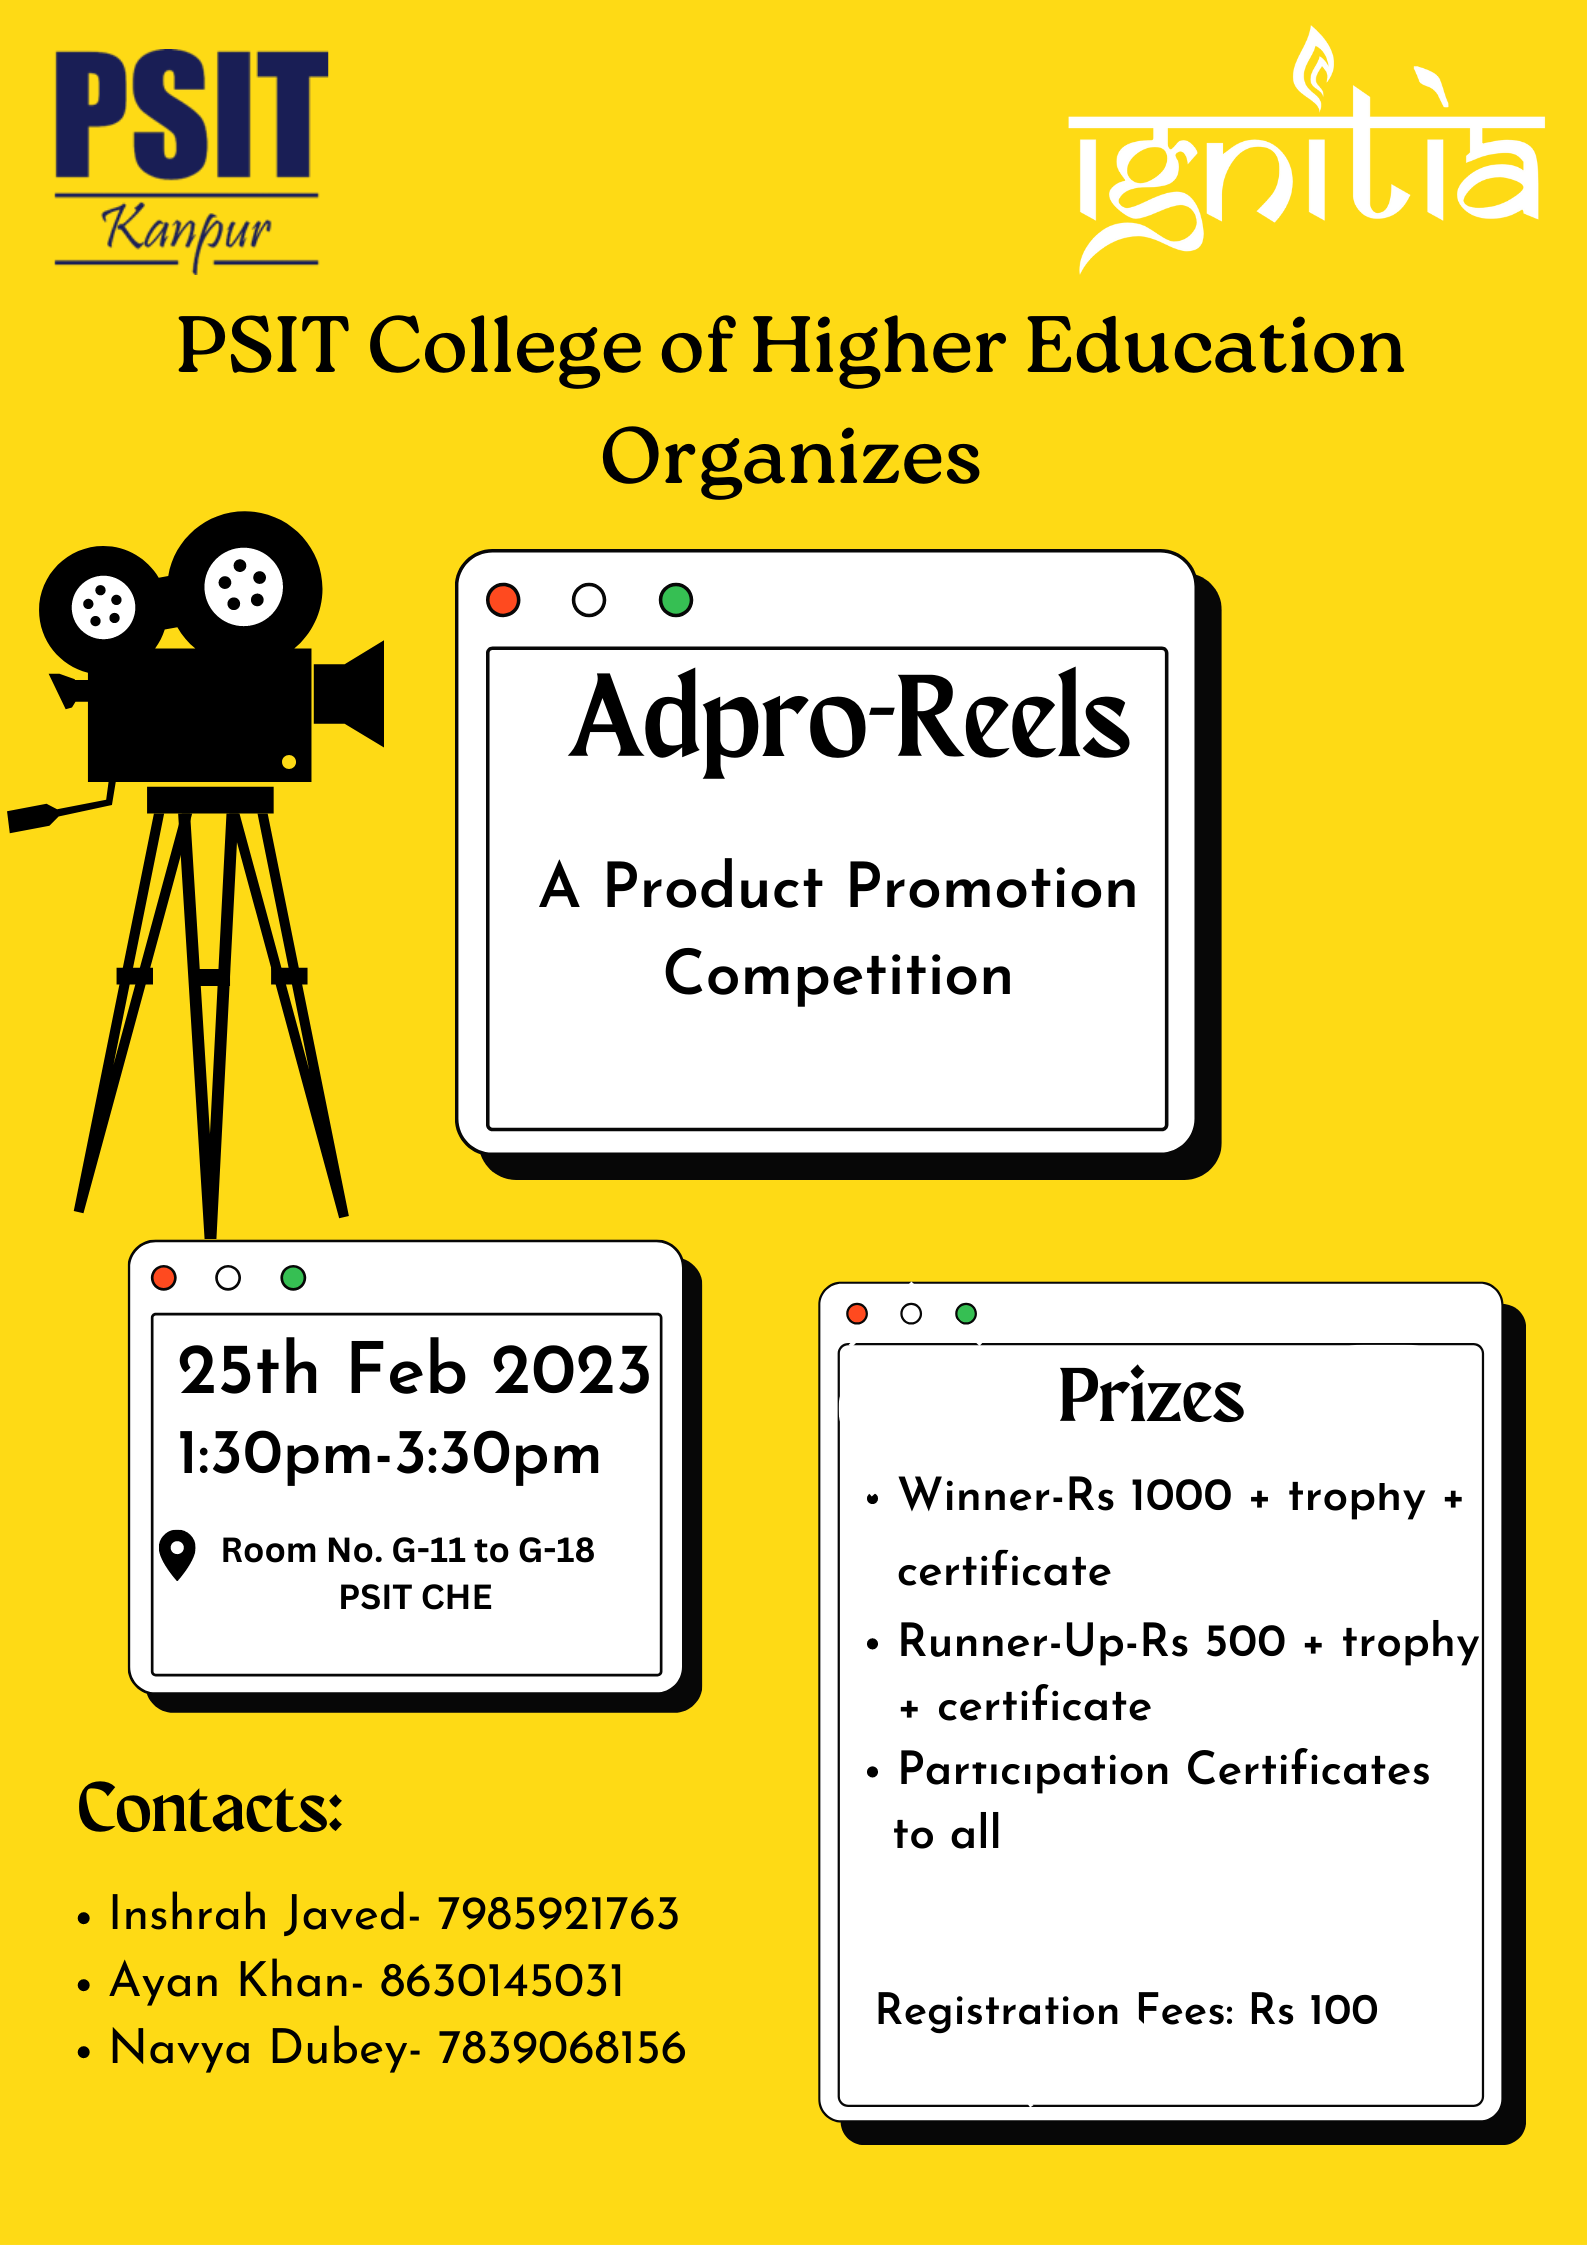 PSIT
Kanpur
ignitia
PSIT College of Higher Education
Organizes
Adpro-Reels
A Product Promotion
Competition
25th Feb 2023
1:30pm-3:30pm
Room No. G-11 to G-18
PSIT CHE
Prizes
• Winner-Rs 1000 + trophy +
certificate
• Runner-Up-Rs 500 + trophy
+ certificate
• Participation Certificates
to all
Registration Fees: Rs 100
Contacts:
• Inshrah Javed- 7985921763
• Ayan Khan- 8630145031
• Navya Dubey- 7839068156